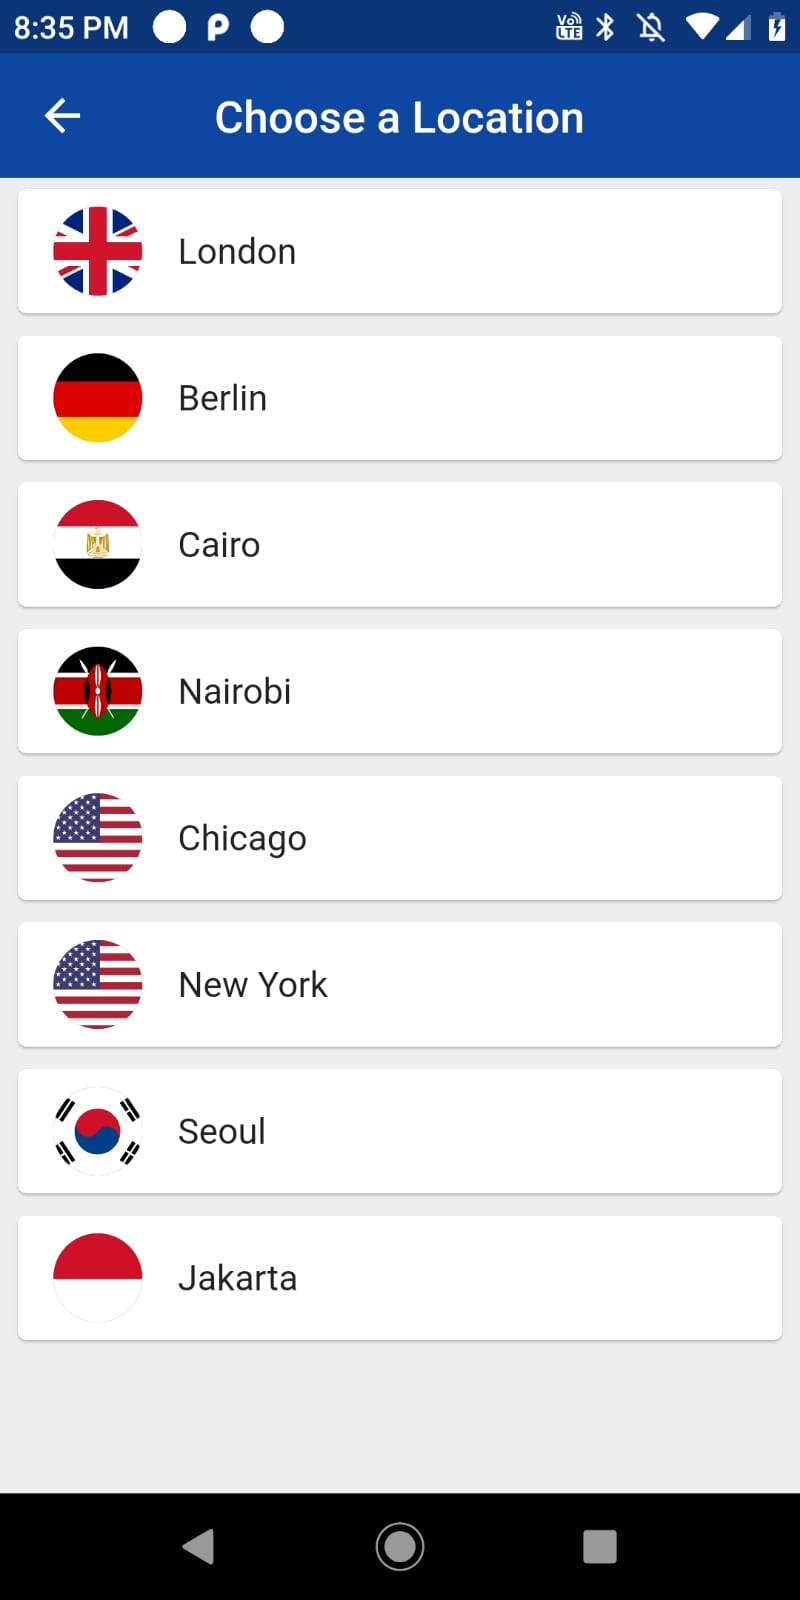 8:35 PM
Vo LTE
Choose a Location
London
Berlin
Cairo
Nairobi
Chicago
New York
Seoul
Jakarta